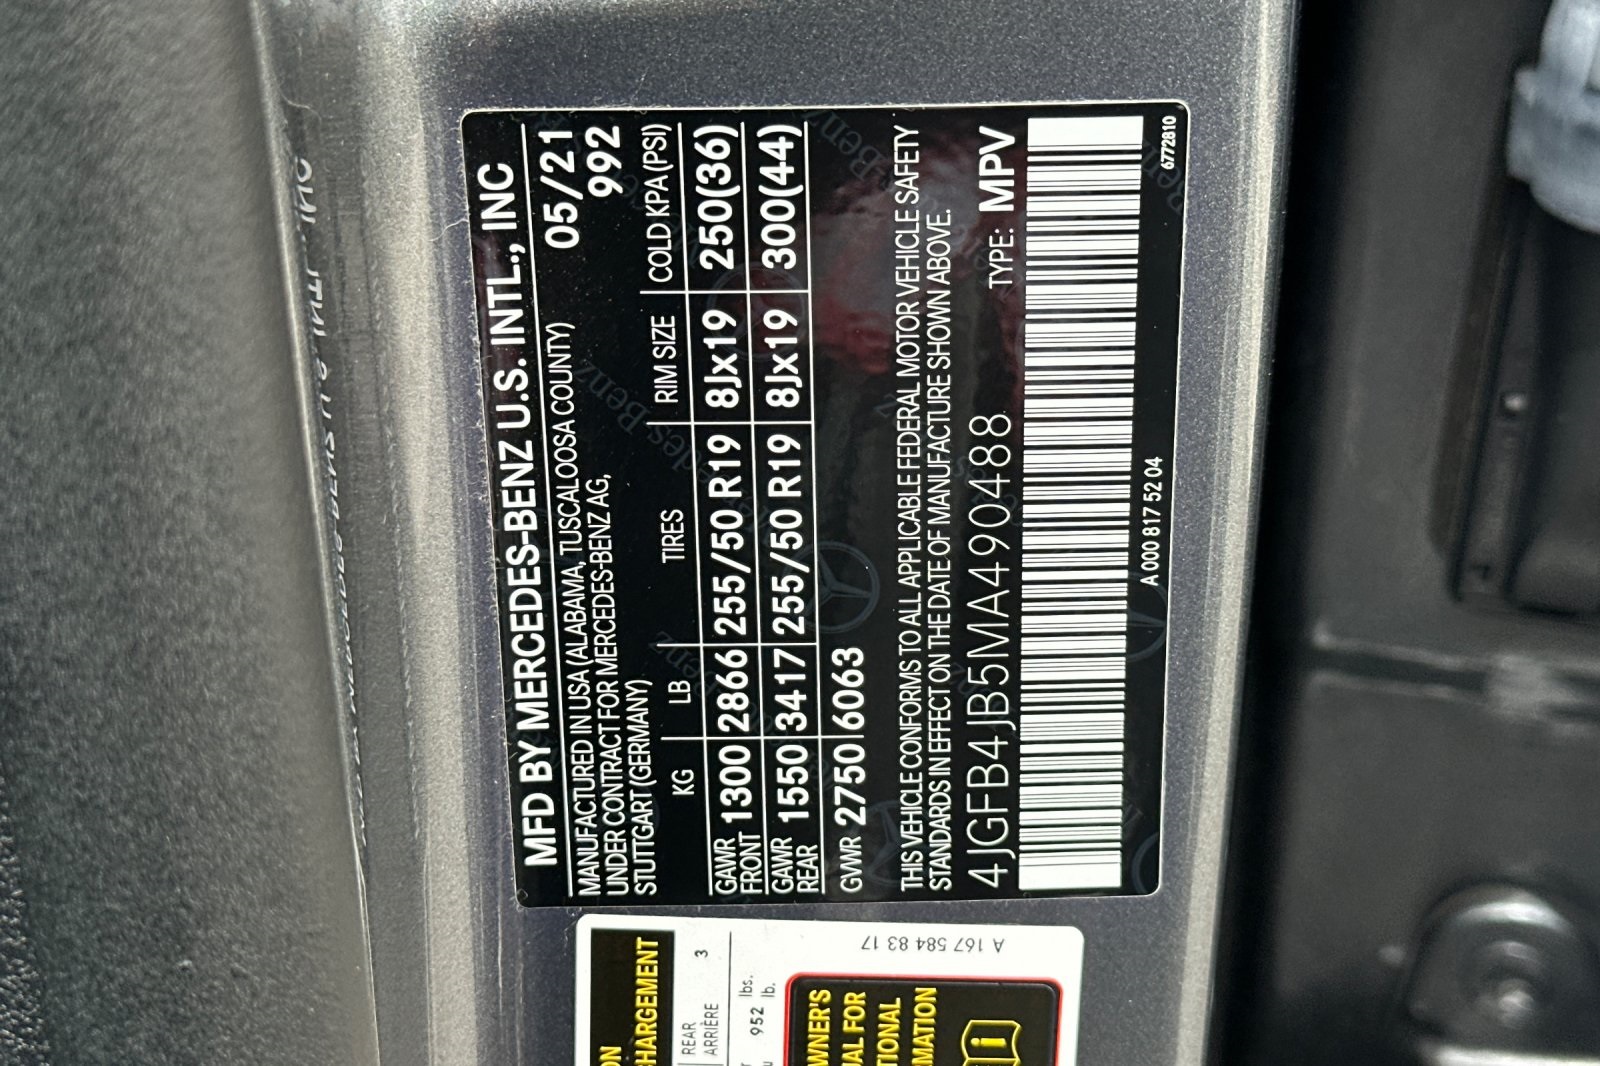 MFD BY MERCEDES-BENZ U.S. INTL., INC
MANUFACTURED IN USA (ALABAMA, TUSCALOOSA COUNTY) 05/21
UNDER CONTRACT FOR MERCEDES-BENZ AG, 992
STUTTGART (GERMANY)
KG LB TIRES RIM SIZE COLD KPA (PSI)
GAWR FRONT 1300 2866 255/50 R19 8Jx19 250(36)
GAWR REAR 1550 3417 255/50 R19 8Jx19 300(44)
GVWR 2750 6063
THIS VEHICLE CONFORMS TO ALL APPLICABLE FEDERAL MOTOR VEHICLE SAFETY
STANDARDS IN EFFECT ON THE DATE OF MANUFACTURE SHOWN ABOVE.
4JGFB4JB5MA490488 TYPE: MPV
A 000 817 52 04
6772810
CHARGEMENT
REAR
ARRIÈRE 3
952 lbs.
lb.
A 167 584 83 17